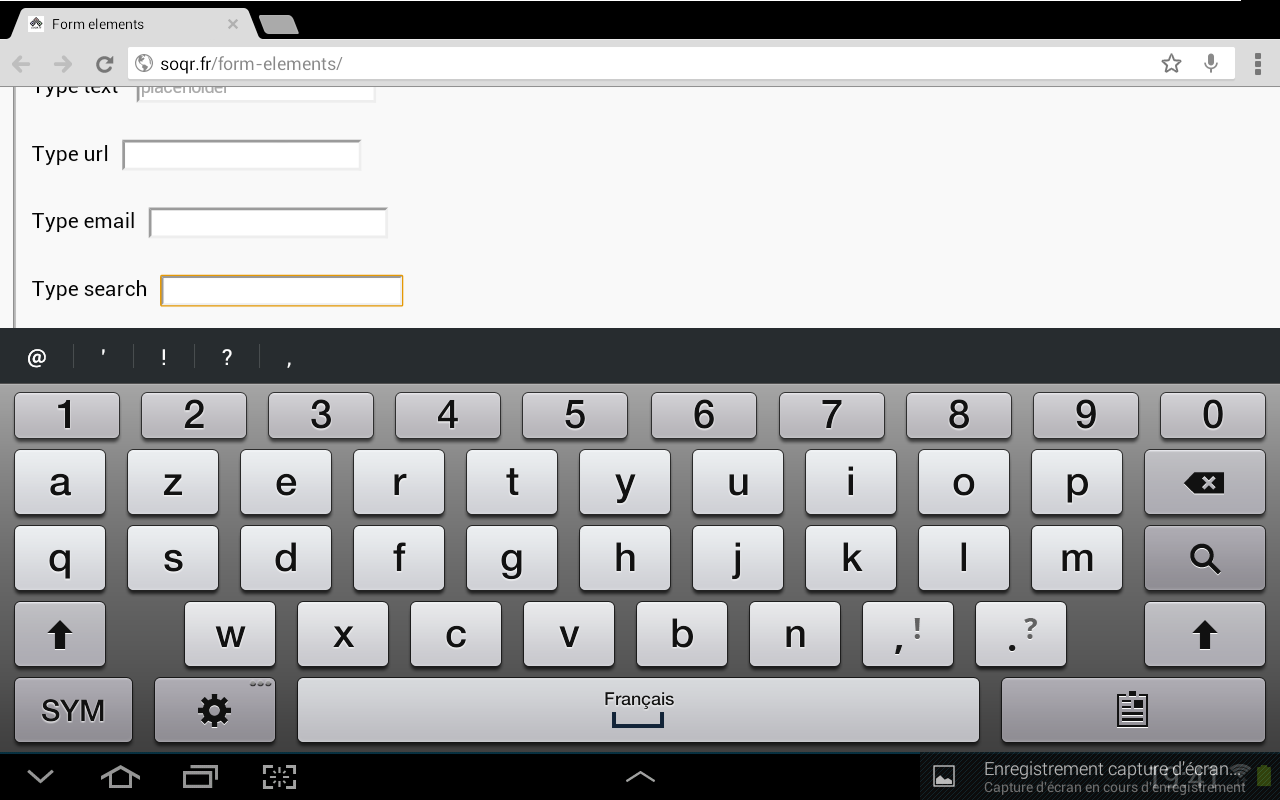 Form elements
soqr.fr/form-elements/
Type text placeholder
Type url
Type email
Type search
@ ' ! ? ,
1 2 3 4 5 6 7 8 9 0
a z e r t y u i o p
q s d f g h j k l m
w x c v b n ,! .?
SYM Français
Enregistrement capture d'écran...
19:41
Capture d'écran en cours d'enregistrement